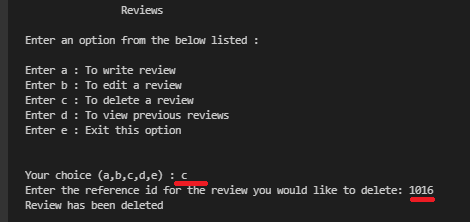 Reviews
Enter an option from the below listed :
Enter a : To write review
Enter b : To edit a review
Enter c : To delete a review
Enter d : To view previous reviews
Enter e : Exit this option
Your choice (a,b,c,d,e) : c
Enter the reference id for the review you would like to delete: 1016
Review has been deleted